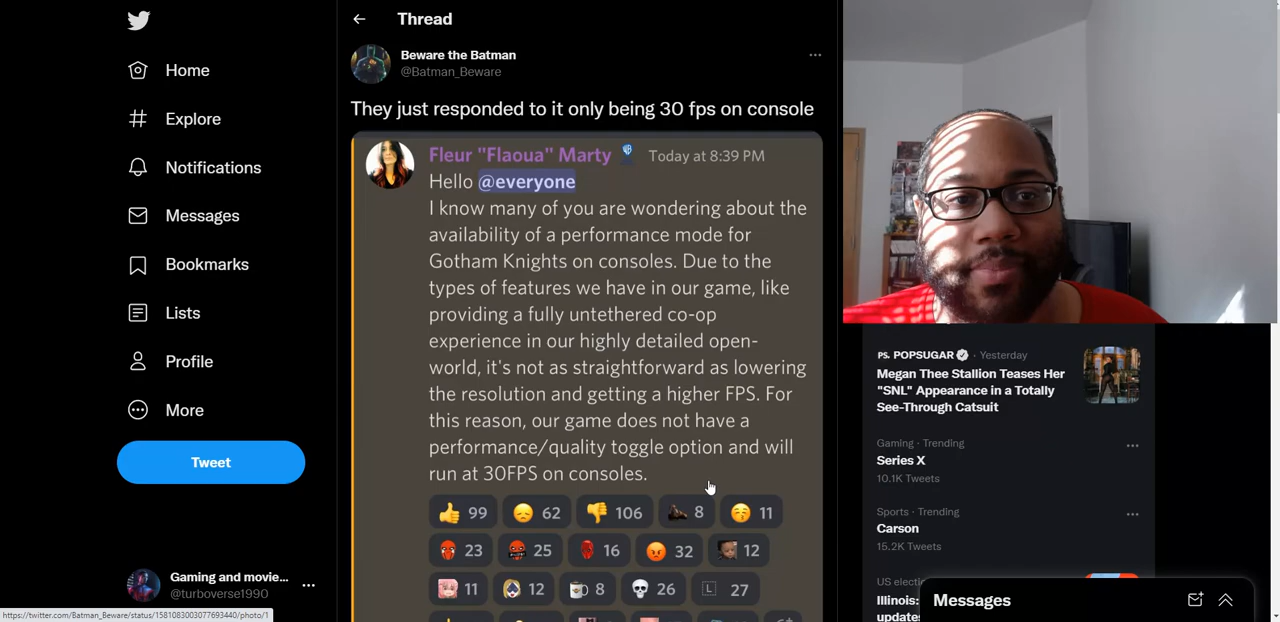 Home
Explore
Notifications
Messages
Bookmarks
Lists
Profile
More
Tweet
Gaming and movie...
@turboverse1990
https://twitter.com/Batman_Beware/status/1581083003077693440/photo/1
Thread
Beware the Batman
@Batman_Beware
They just responded to it only being 30 fps on console
Fleur "Flaoua" Marty Today at 8:39 PM
Hello @everyone
I know many of you are wondering about the
availability of a performance mode for
Gotham Knights on consoles. Due to the
types of features we have in our game, like
providing a fully untethered co-op
experience in our highly detailed open-
world, it's not as straightforward as lowering
the resolution and getting a higher FPS. For
this reason, our game does not have a
performance/quality toggle option and will
run at 30FPS on consoles.
99 62 106 8 11
23 25 16 32 12
11 12 8 26 L 27
PS. POPSUGAR · Yesterday
Megan Thee Stallion Teases Her
"SNL" Appearance in a Totally
See-Through Catsuit
Gaming · Trending
Series X
10.1K Tweets
Sports · Trending
Carson
15.2K Tweets
US electi
Illinois:
update
Messages